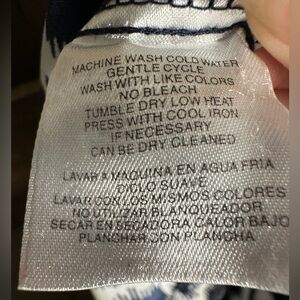 MACHINE WASH COLD WATER
GENTLE CYCLE
WASH WITH LIKE COLORS
NO BLEACH
TUMBLE DRY LOW HEAT
PRESS WITH COOL IRON
IF NECESSARY
CAN BE DRY CLEANED
LAVAR A MAQUINA EN AGUA FRIA
CICLO SUAVE
LAVAR CON LOS MISMOS COLORES
NO UTILIZAR BLANQUEADOR
SECAR EN SECADORA CALOR BAJO
PLANCHAR CON PLANCHA